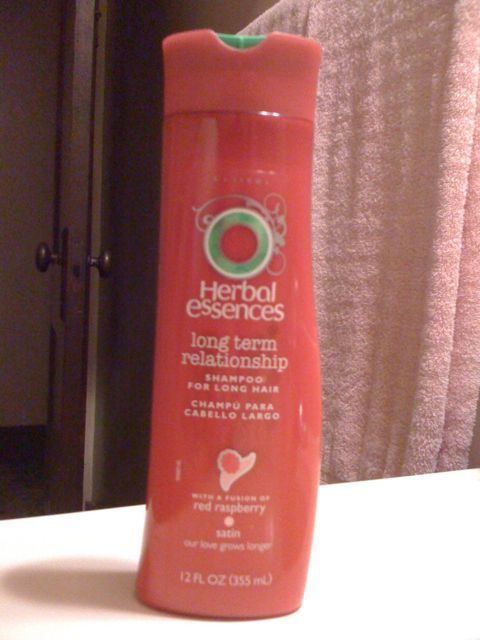 Herbal
essences
long term
relationship
SHAMPOO
FOR LONG HAIR
CHAMPÚ PARA
CABELLO LARGO
WITH A FUSION OF
red raspberry
satin
our love grows longer
12 FL OZ (355 mL)